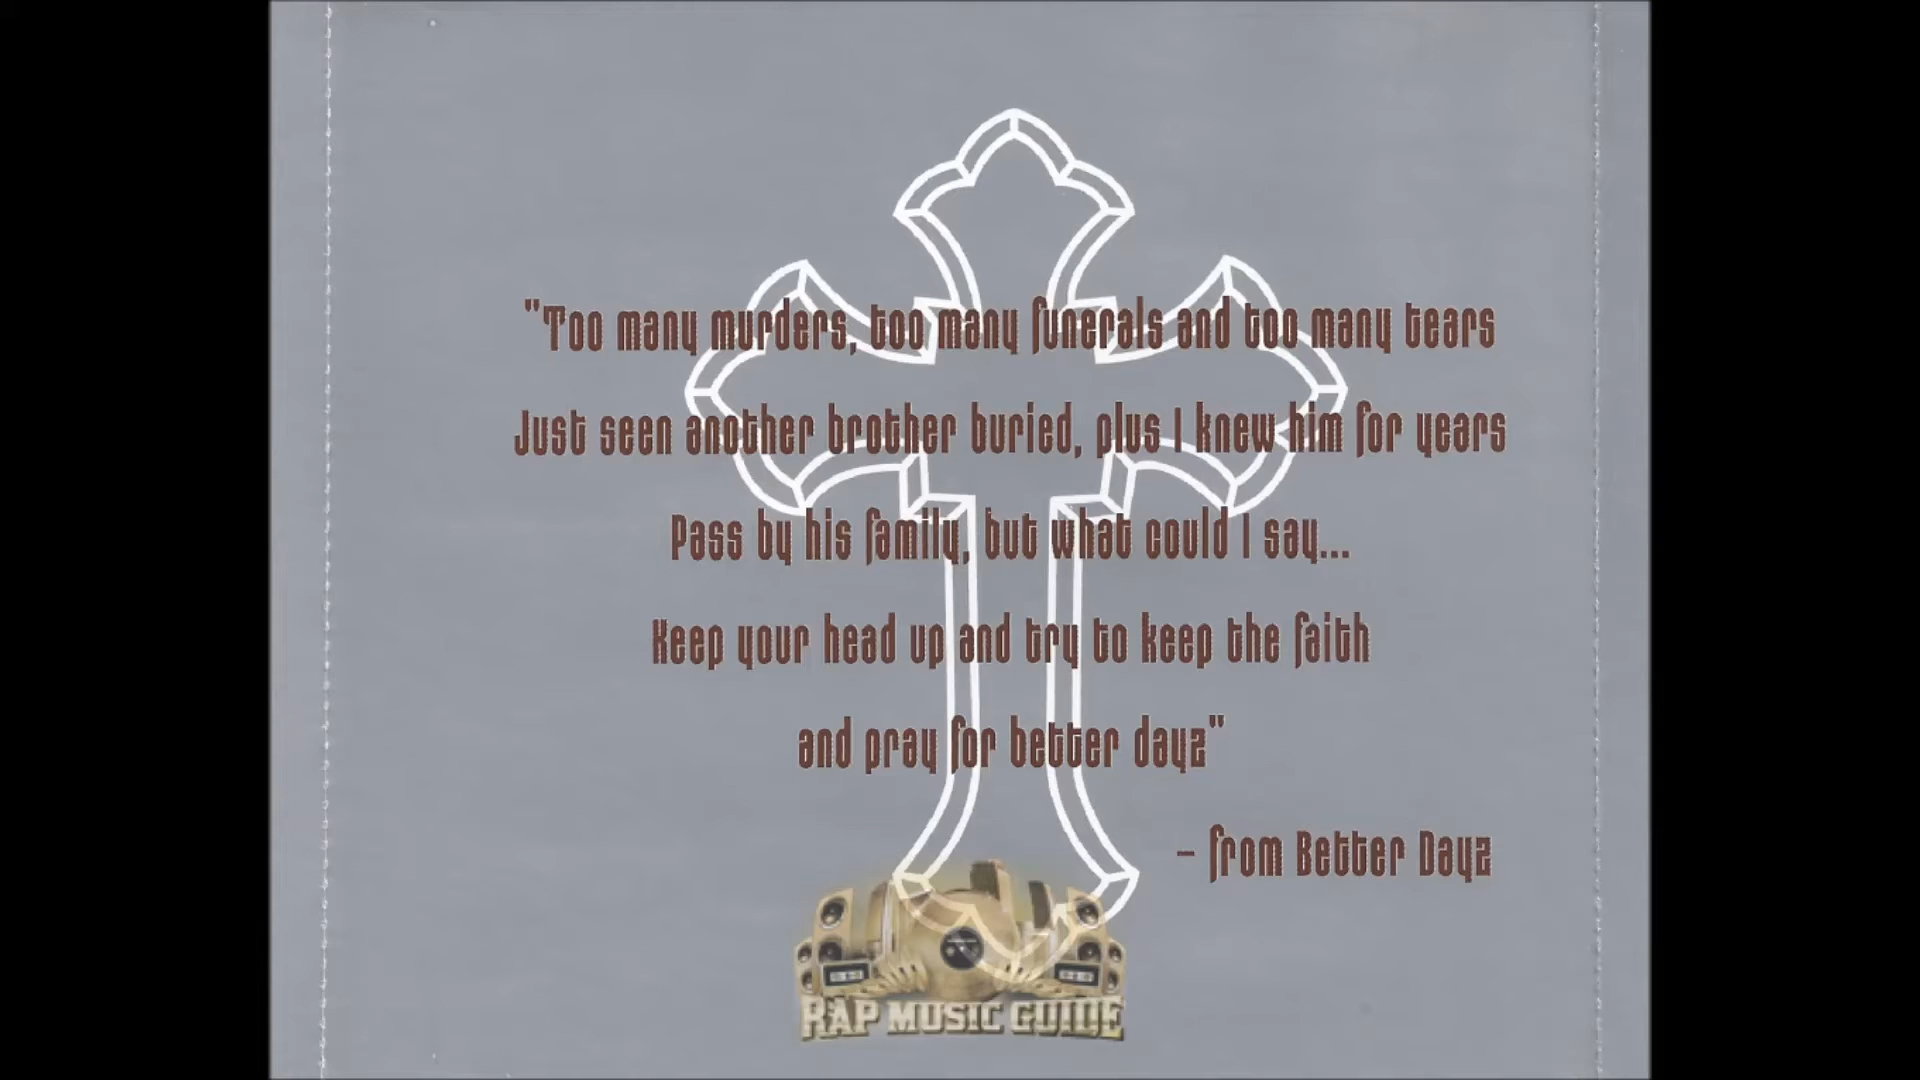 "Too many murders, too many funerals and too many tears
Just seen another brother buried, plus I knew him for years
Pass by his family, but what could I say...
Keep your head up and try to keep the faith
and pray for better dayz"
- from Better Dayz
RAP MUSIC GUIDE